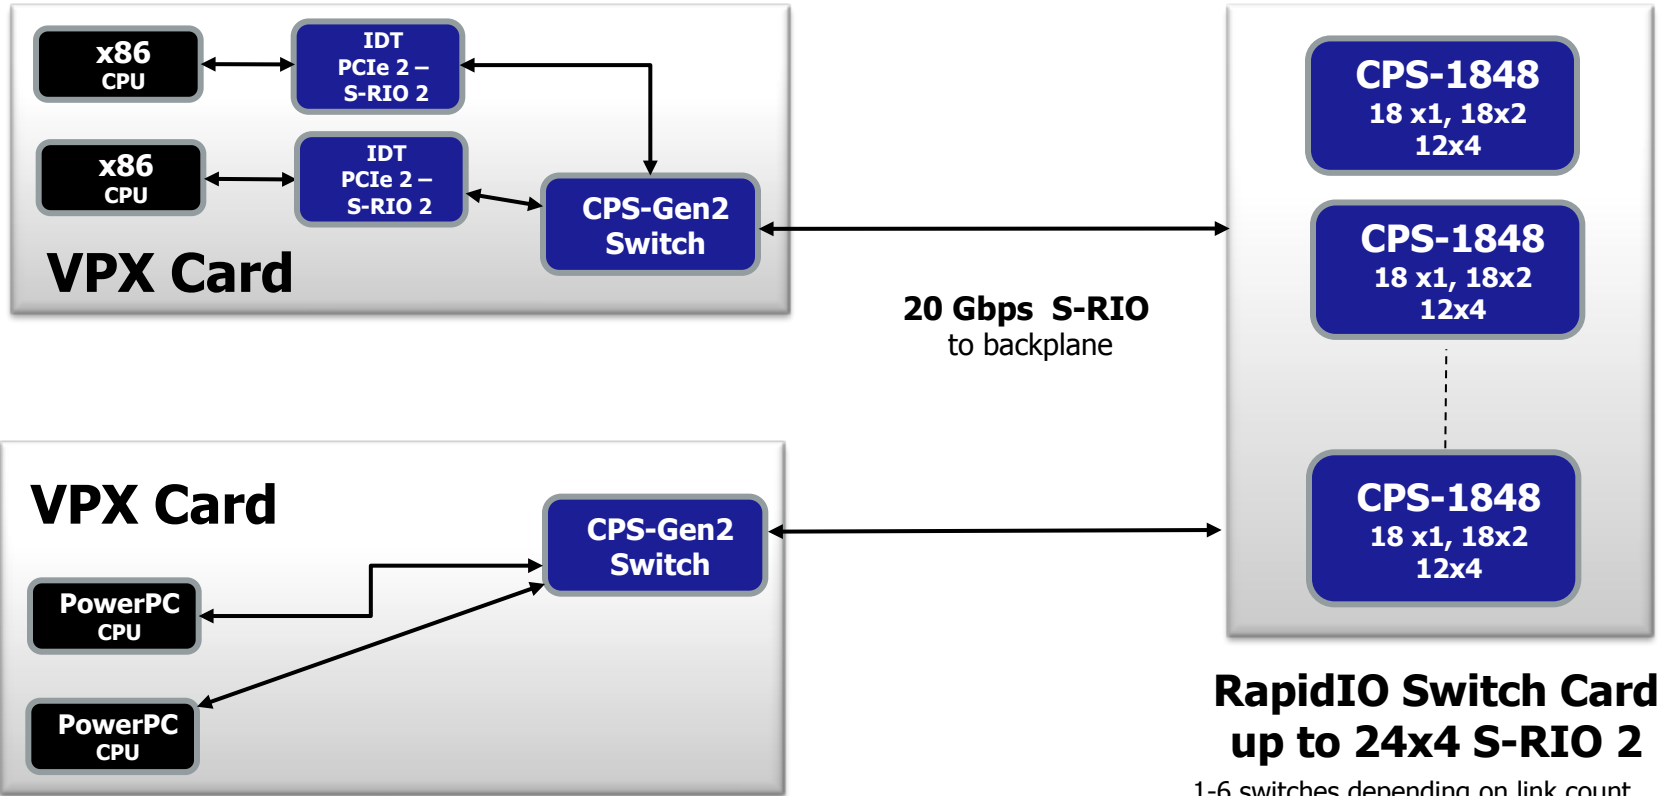 x86
CPU
IDT
PCIe 2 –
S-RIO 2
x86
CPU
IDT
PCIe 2 –
S-RIO 2
CPS-Gen2
Switch
VPX Card
20 Gbps S-RIO
to backplane
VPX Card
CPS-Gen2
Switch
PowerPC
CPU
PowerPC
CPU
CPS-1848
18 x1, 18x2
12x4
CPS-1848
18 x1, 18x2
12x4
CPS-1848
18 x1, 18x2
12x4
RapidIO Switch Card
up to 24x4 S-RIO 2
1-6 switches depending on link count